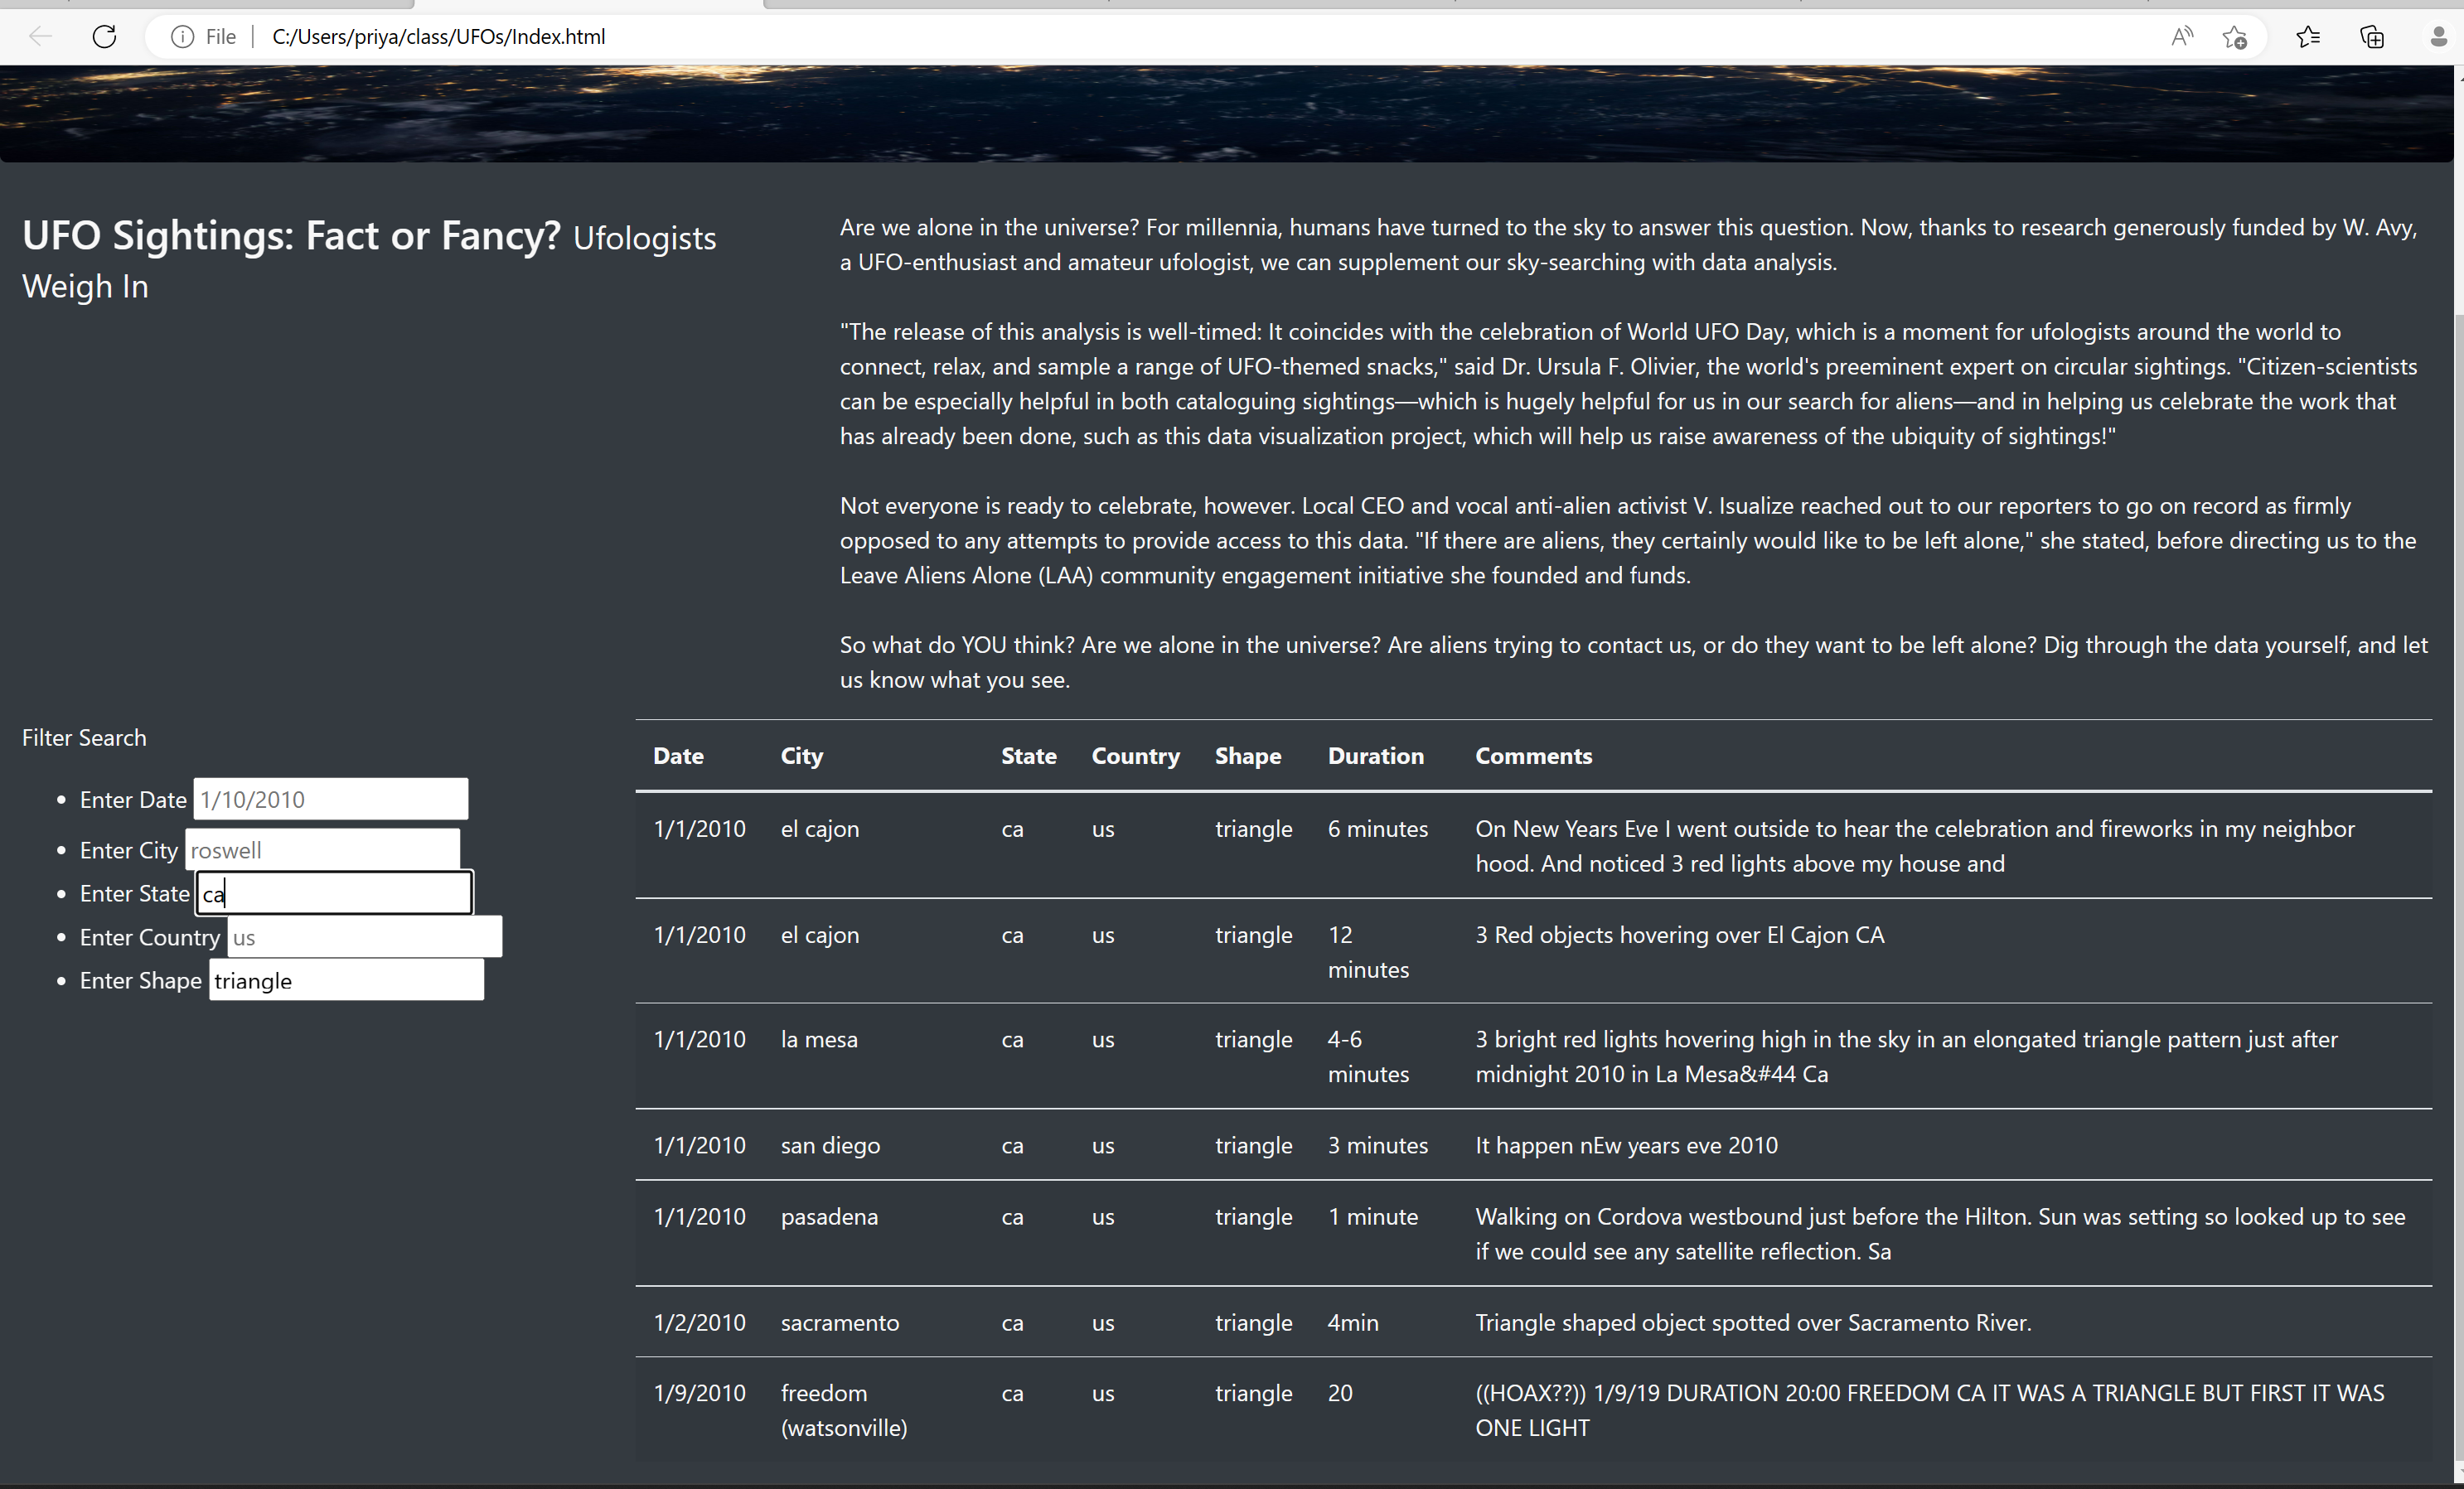 File
C:/Users/priya/class/UFOs/Index.html
UFO Sightings: Fact or Fancy? Ufologists
Weigh In
Are we alone in the universe? For millennia, humans have turned to the sky to answer this question. Now, thanks to research generously funded by W. Avy,
a UFO-enthusiast and amateur ufologist, we can supplement our sky-searching with data analysis.
"The release of this analysis is well-timed: It coincides with the celebration of World UFO Day, which is a moment for ufologists around the world to
connect, relax, and sample a range of UFO-themed snacks," said Dr. Ursula F. Olivier, the world's preeminent expert on circular sightings. "Citizen-scientists
can be especially helpful in both cataloguing sightings—which is hugely helpful for us in our search for aliens—and in helping us celebrate the work that
has already been done, such as this data visualization project, which will help us raise awareness of the ubiquity of sightings!"
Not everyone is ready to celebrate, however. Local CEO and vocal anti-alien activist V. Isualize reached out to our reporters to go on record as firmly
opposed to any attempts to provide access to this data. "If there are aliens, they certainly would like to be left alone," she stated, before directing us to the
Leave Aliens Alone (LAA) community engagement initiative she founded and funds.
So what do YOU think? Are we alone in the universe? Are aliens trying to contact us, or do they want to be left alone? Dig through the data yourself, and let
us know what you see.
Filter Search
Enter Date 1/10/2010
Enter City roswell
Enter State ca
Enter Country us
Enter Shape triangle
Date City State Country Shape Duration Comments
1/1/2010 el cajon ca us triangle 6 minutes On New Years Eve I went outside to hear the celebration and fireworks in my neighbor
hood. And noticed 3 red lights above my house and
1/1/2010 el cajon ca us triangle 12 3 Red objects hovering over El Cajon CA
minutes
1/1/2010 la mesa ca us triangle 4-6 3 bright red lights hovering high in the sky in an elongated triangle pattern just after
minutes midnight 2010 in La Mesa&#44 Ca
1/1/2010 san diego ca us triangle 3 minutes It happen nEw years eve 2010
1/1/2010 pasadena ca us triangle 1 minute Walking on Cordova westbound just before the Hilton. Sun was setting so looked up to see
if we could see any satellite reflection. Sa
1/2/2010 sacramento ca us triangle 4min Triangle shaped object spotted over Sacramento River.
1/9/2010 freedom ca us triangle 20 ((HOAX??)) 1/9/19 DURATION 20:00 FREEDOM CA IT WAS A TRIANGLE BUT FIRST IT WAS
(watsonville) ONE LIGHT